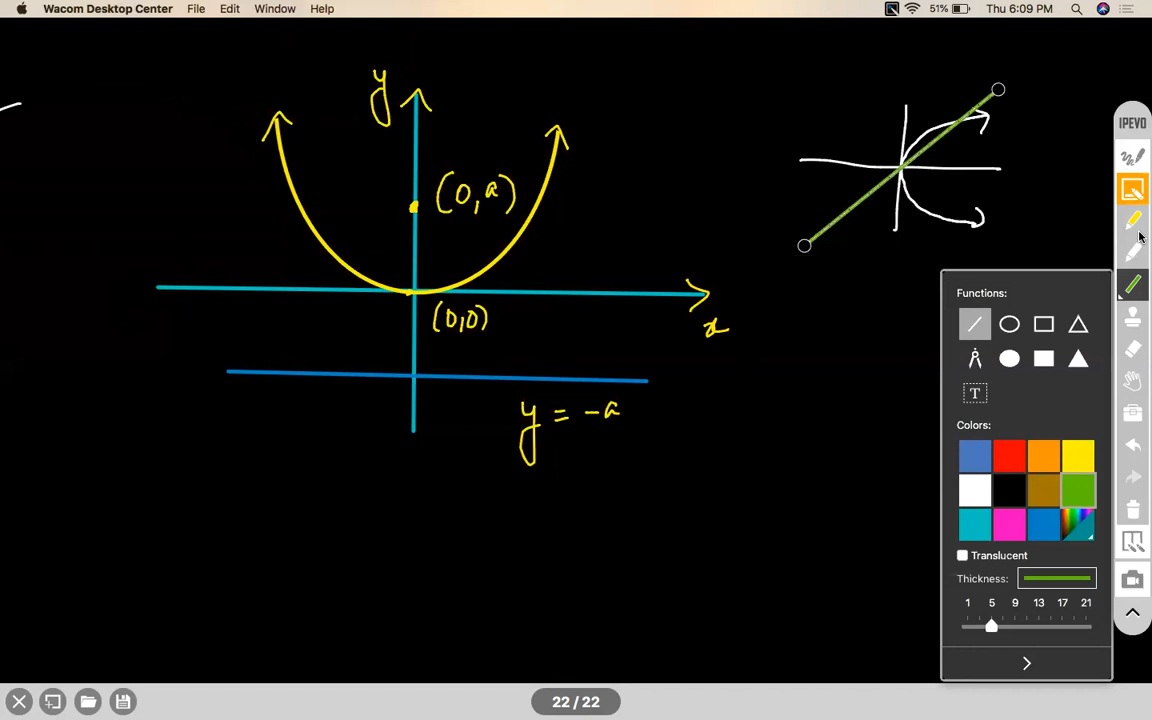 Wacom Desktop Center File Edit Window Help 51% Thu 6:09 PM
y
(0,a)
(0,0)
x
y = -a
IPEVO
Functions:
T
Colors:
Translucent
Thickness:
1 5 9 13 17 21
22 / 22